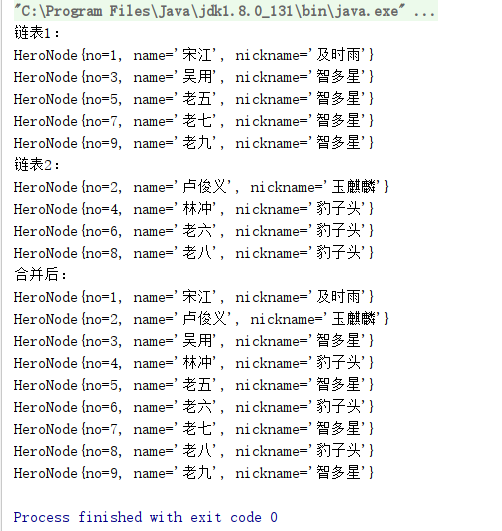 "C:\Program Files\Java\jdk1.8.0_131\bin\java.exe" ...
链表1：
HeroNode{no=1, name='宋江', nickname='及时雨'}
HeroNode{no=3, name='吴用', nickname='智多星'}
HeroNode{no=5, name='老五', nickname='智多星'}
HeroNode{no=7, name='老七', nickname='智多星'}
HeroNode{no=9, name='老九', nickname='智多星'}
链表2：
HeroNode{no=2, name='卢俊义', nickname='玉麒麟'}
HeroNode{no=4, name='林冲', nickname='豹子头'}
HeroNode{no=6, name='老六', nickname='豹子头'}
HeroNode{no=8, name='老八', nickname='豹子头'}
合并后：
HeroNode{no=1, name='宋江', nickname='及时雨'}
HeroNode{no=2, name='卢俊义', nickname='玉麒麟'}
HeroNode{no=3, name='吴用', nickname='智多星'}
HeroNode{no=4, name='林冲', nickname='豹子头'}
HeroNode{no=5, name='老五', nickname='智多星'}
HeroNode{no=6, name='老六', nickname='豹子头'}
HeroNode{no=7, name='老七', nickname='智多星'}
HeroNode{no=8, name='老八', nickname='豹子头'}
HeroNode{no=9, name='老九', nickname='智多星'}
Process finished with exit code 0